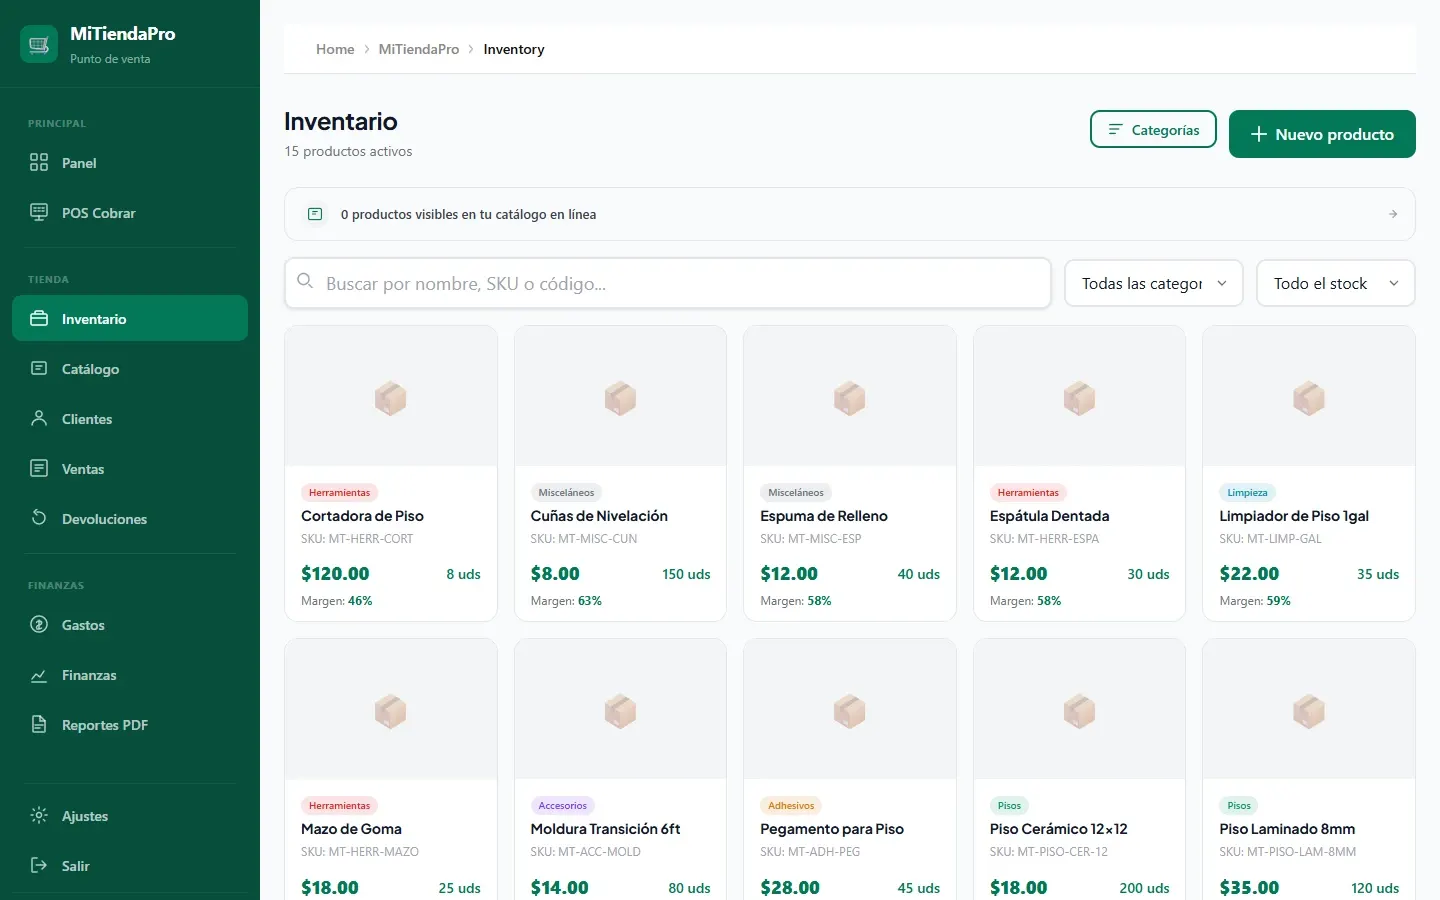 MiTiendaPro
Punto de venta
PRINCIPAL
Panel
POS Cobrar
TIENDA
Inventario
Catálogo
Clientes
Ventas
Devoluciones
FINANZAS
Gastos
Finanzas
Reportes PDF
Ajustes
Salir
Home > MiTiendaPro > Inventory
Inventario
15 productos activos
Categorías
+ Nuevo producto
0 productos visibles en tu catálogo en línea
Buscar por nombre, SKU o código...
Todas las categor
Todo el stock
Herramientas
Cortadora de Piso
SKU: MT-HERR-CORT
$120.00 8 uds
Margen: 46%
Misceláneos
Cuñas de Nivelación
SKU: MT-MISC-CUN
$8.00 150 uds
Margen: 63%
Misceláneos
Espuma de Relleno
SKU: MT-MISC-ESP
$12.00 40 uds
Margen: 58%
Herramientas
Espátula Dentada
SKU: MT-HERR-ESPA
$12.00 30 uds
Margen: 58%
Limpieza
Limpiador de Piso 1gal
SKU: MT-LIMP-GAL
$22.00 35 uds
Margen: 59%
Herramientas
Mazo de Goma
SKU: MT-HERR-MAZO
$18.00 25 uds
Accesorios
Moldura Transición 6ft
SKU: MT-ACC-MOLD
$14.00 80 uds
Adhesivos
Pegamento para Piso
SKU: MT-ADH-PEG
$28.00 45 uds
Pisos
Piso Cerámico 12×12
SKU: MT-PISO-CER-12
$18.00 200 uds
Pisos
Piso Laminado 8mm
SKU: MT-PISO-LAM-8MM
$35.00 120 uds